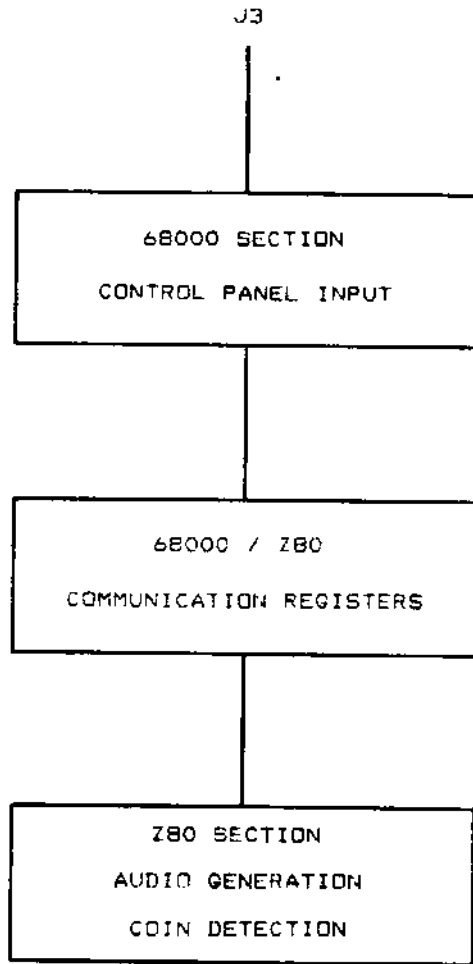 J3
68000 SECTION
CONTROL PANEL INPUT
68000 / Z80
COMMUNICATION REGISTERS
Z80 SECTION
AUDIO GENERATION
COIN DETECTION